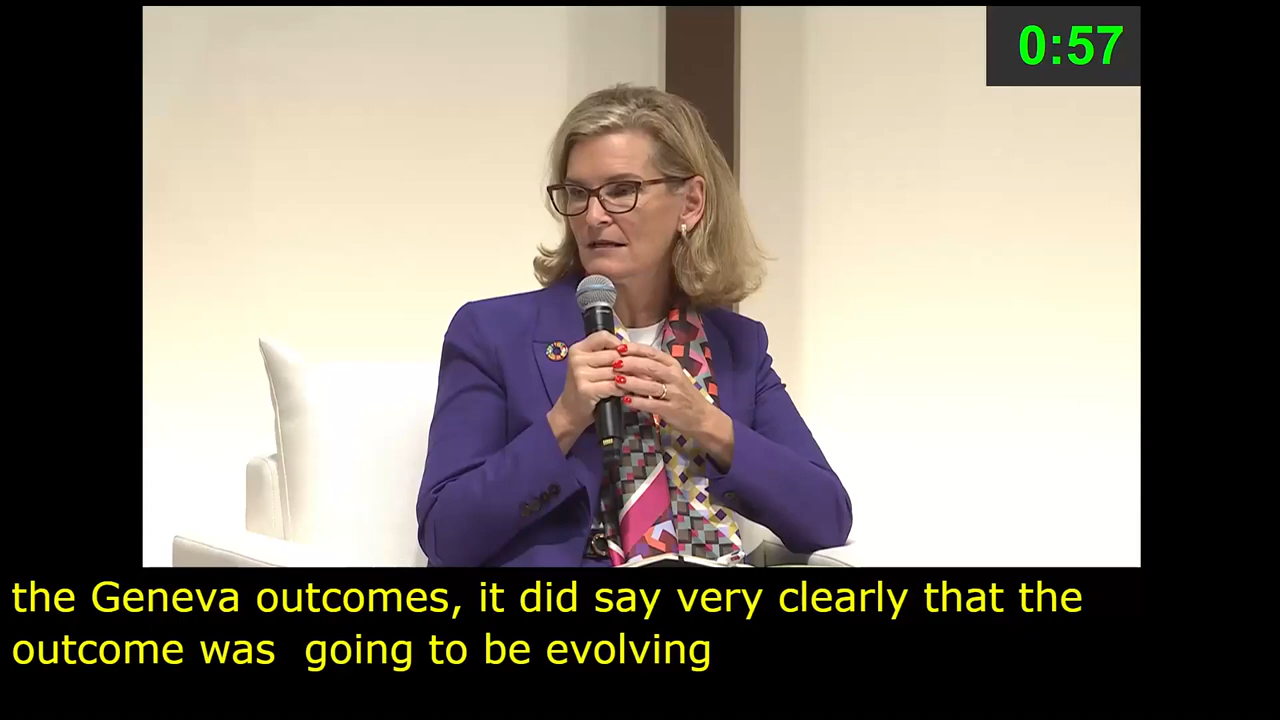 0:57
the Geneva outcomes, it did say very clearly that the
outcome was  going to be evolving